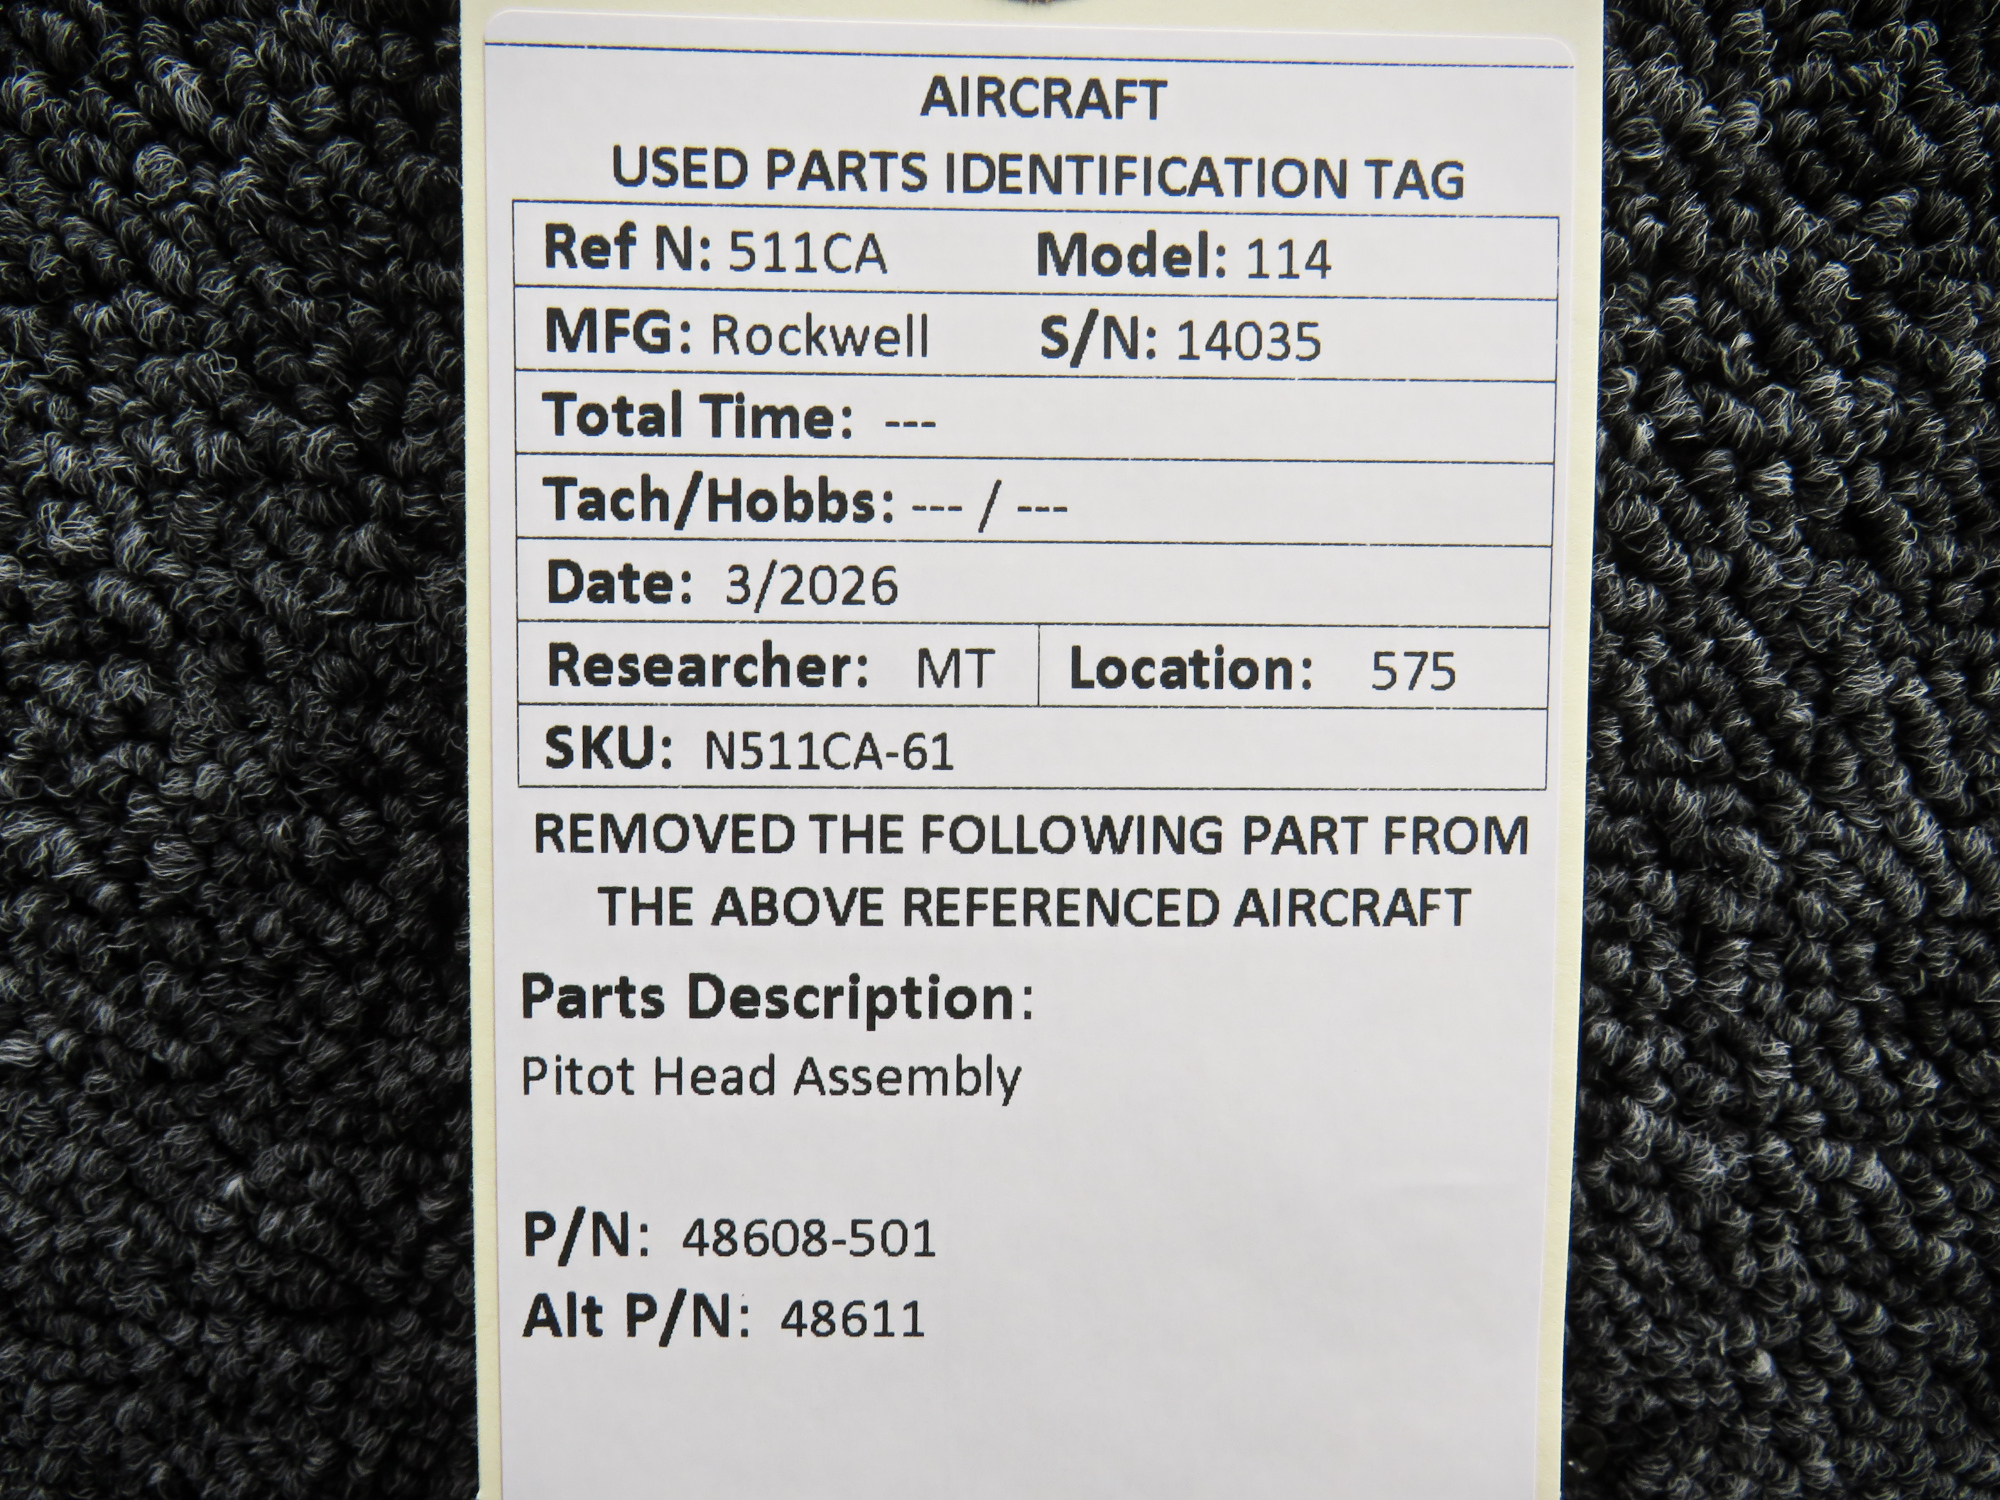 AIRCRAFT
USED PARTS IDENTIFICATION TAG
Ref N: 511CA Model: 114
MFG: Rockwell S/N: 14035
Total Time: ---
Tach/Hobbs: --- / ---
Date: 3/2026
Researcher: MT Location: 575
SKU: N511CA-61
REMOVED THE FOLLOWING PART FROM
THE ABOVE REFERENCED AIRCRAFT
Parts Description:
Pitot Head Assembly
P/N: 48608-501
Alt P/N: 48611